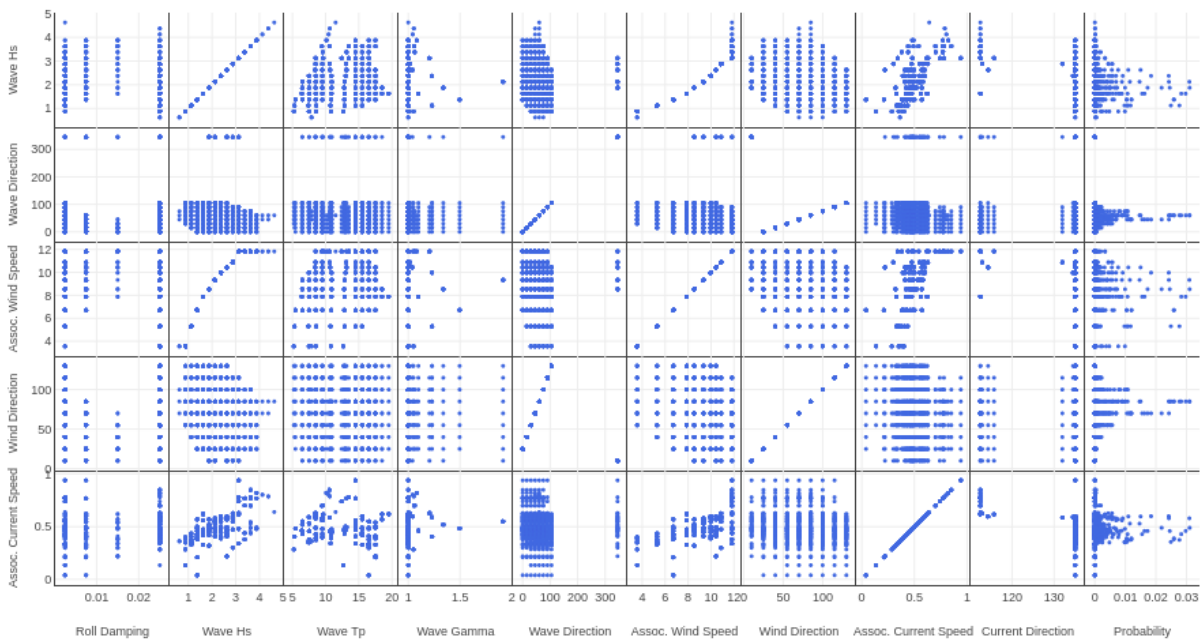 Wave Hs
5
4
3
2
1
Wave Direction
300
200
100
0
Assoc. Wind Speed
12
10
8
6
4
Wind Direction
100
50
0
Assoc. Current Speed
1
0.5
0
0.01 0.02 1 2 3 4 5 5 10 15 20 1 1.5 2 0 100 200 300 4 6 8 10 12 0 50 100 0 0.5 1 120 130 0 0.01 0.02 0.03
Roll Damping Wave Hs Wave Tp Wave Gamma Wave Direction Assoc. Wind Speed Wind Direction Assoc. Current Speed Current Direction Probability